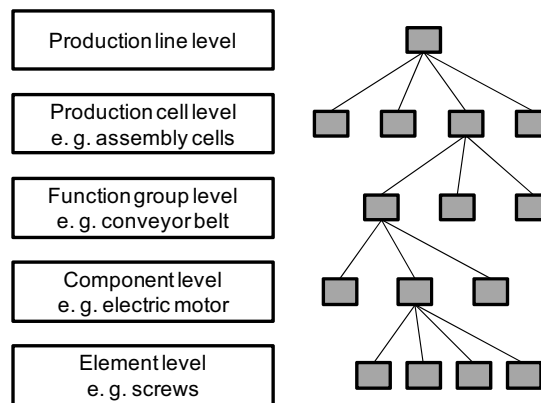 Production line level
Production cell level
e. g. assembly cells
Function group level
e. g. conveyor belt
Component level
e. g. electric motor
Element level
e. g. screws